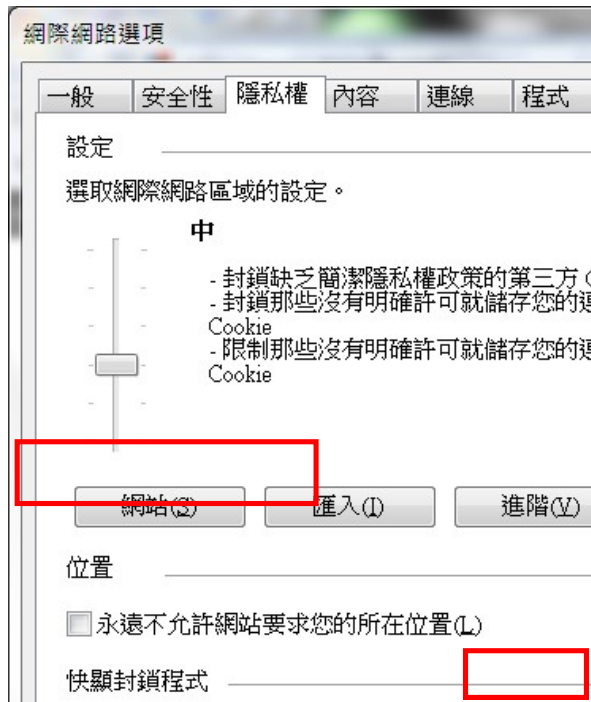 網際網路選項
一般 安全性 隱私權 內容 連線 程式
設定
選取網際網路區域的設定。
中
- 封鎖缺乏簡潔隱私權政策的第三方
- 封鎖那些沒有明確許可就儲存您的連
Cookie
- 限制那些沒有明確許可就儲存您的連
Cookie
網站(S) 匯入(I) 進階(V)
位置
永遠不允許網站要求您的所在位置(L)
快顯封鎖程式